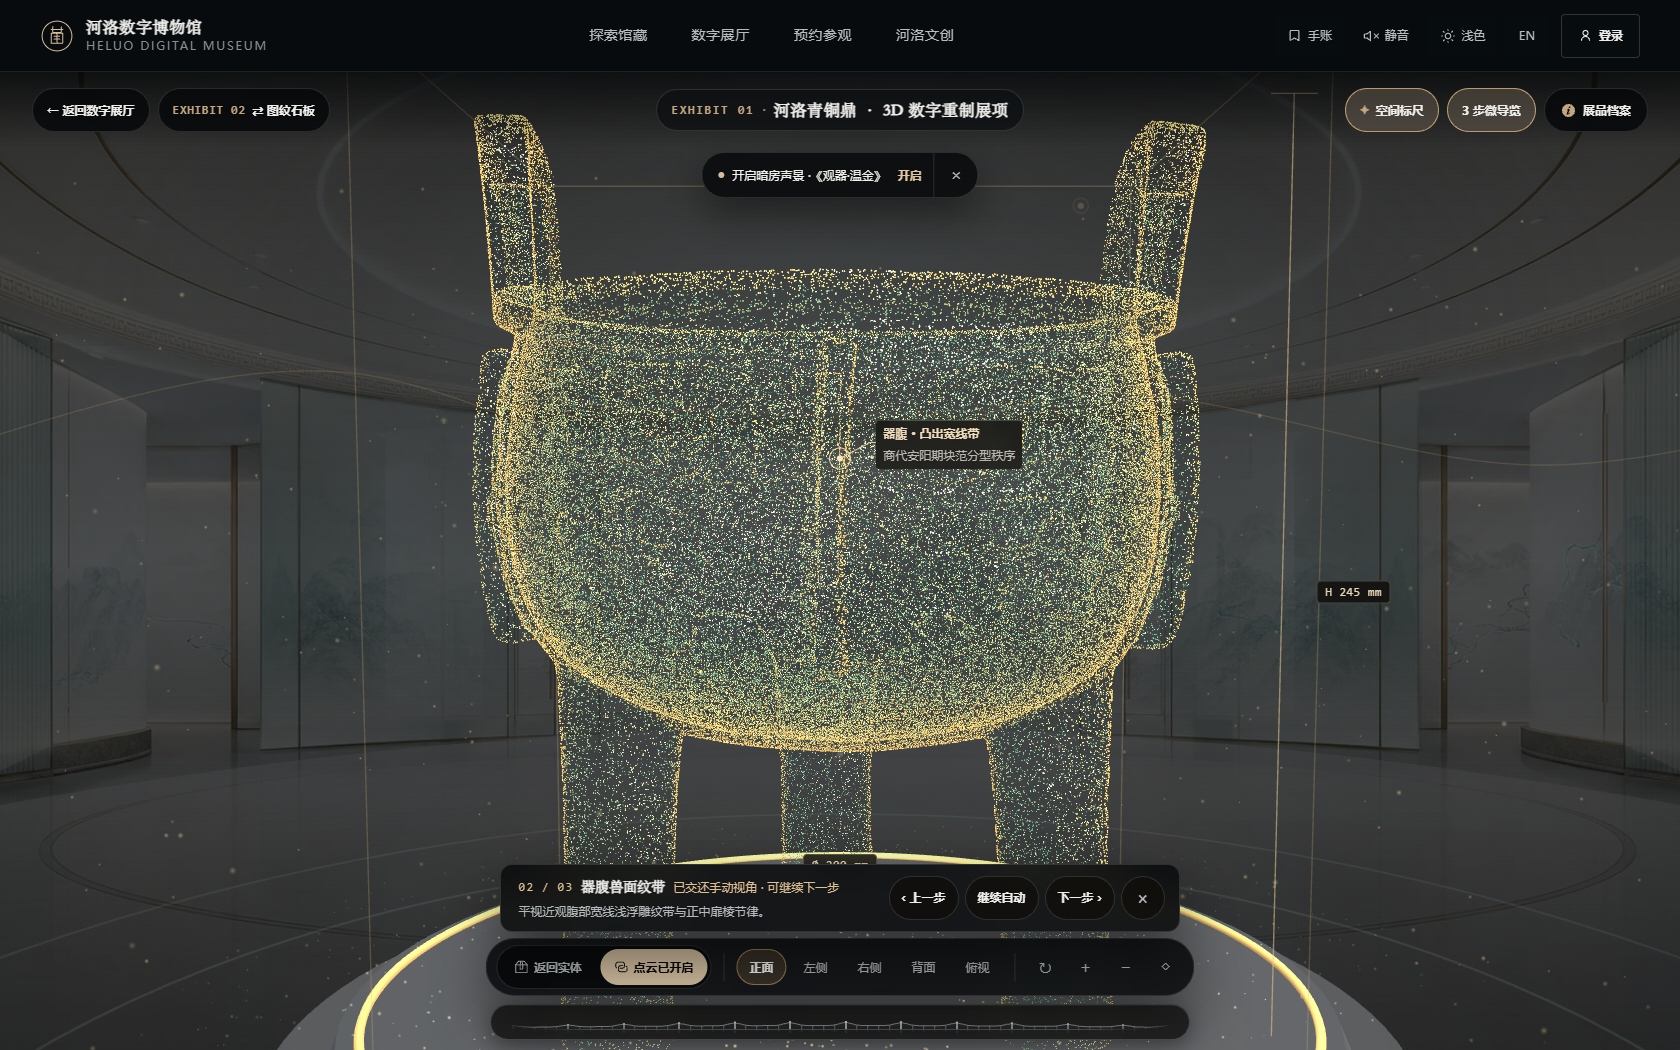 河洛数字博物馆
HELUO DIGITAL MUSEUM
探索馆藏
数字展厅
预约参观
河洛文创
手账
静音
浅色
EN
登录
← 返回数字展厅
EXHIBIT 02 ⇄ 图纹石板
EXHIBIT 01 · 河洛青铜鼎 · 3D 数字重制展项
✦ 空间标尺
3 步微导览
展品档案
开启暗房声景 ·《观器·温金》 开启 ×
器腹 • 凸出宽线带
商代安阳期块范分型秩序
H 245 mm
02 / 03 器腹兽面纹带 已交还手动视角 · 可继续下一步
平视近观腹部宽线浅浮雕纹带与正中扉棱节律。
‹ 上一步
继续自动
下一步 ›
×
返回实体
点云已开启
正面
左侧
右侧
背面
俯视
↻
+
−
◇